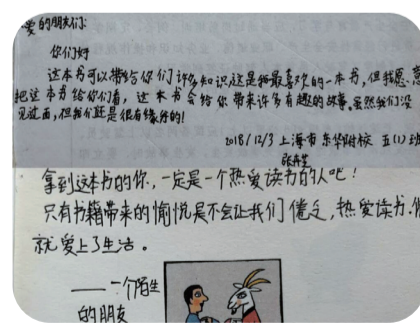 爱的朋友们:
你们好
这本书可以带给你们许多知识,这是我最喜欢的一本书,但我愿意
把这本书给你们看,这本书会给你带来许多有趣的故事。虽然我们没
见过面,但我们还是很有缘分的!
2018/12/3 上海市东华附校 五(1)班
拿到这本书的你,一定是一个热爱读书的人吧!
只有书籍带来的愉悦是不会让我们倦乏,热爱读书.
就爱上了生活。
——一个陌生
的朋友